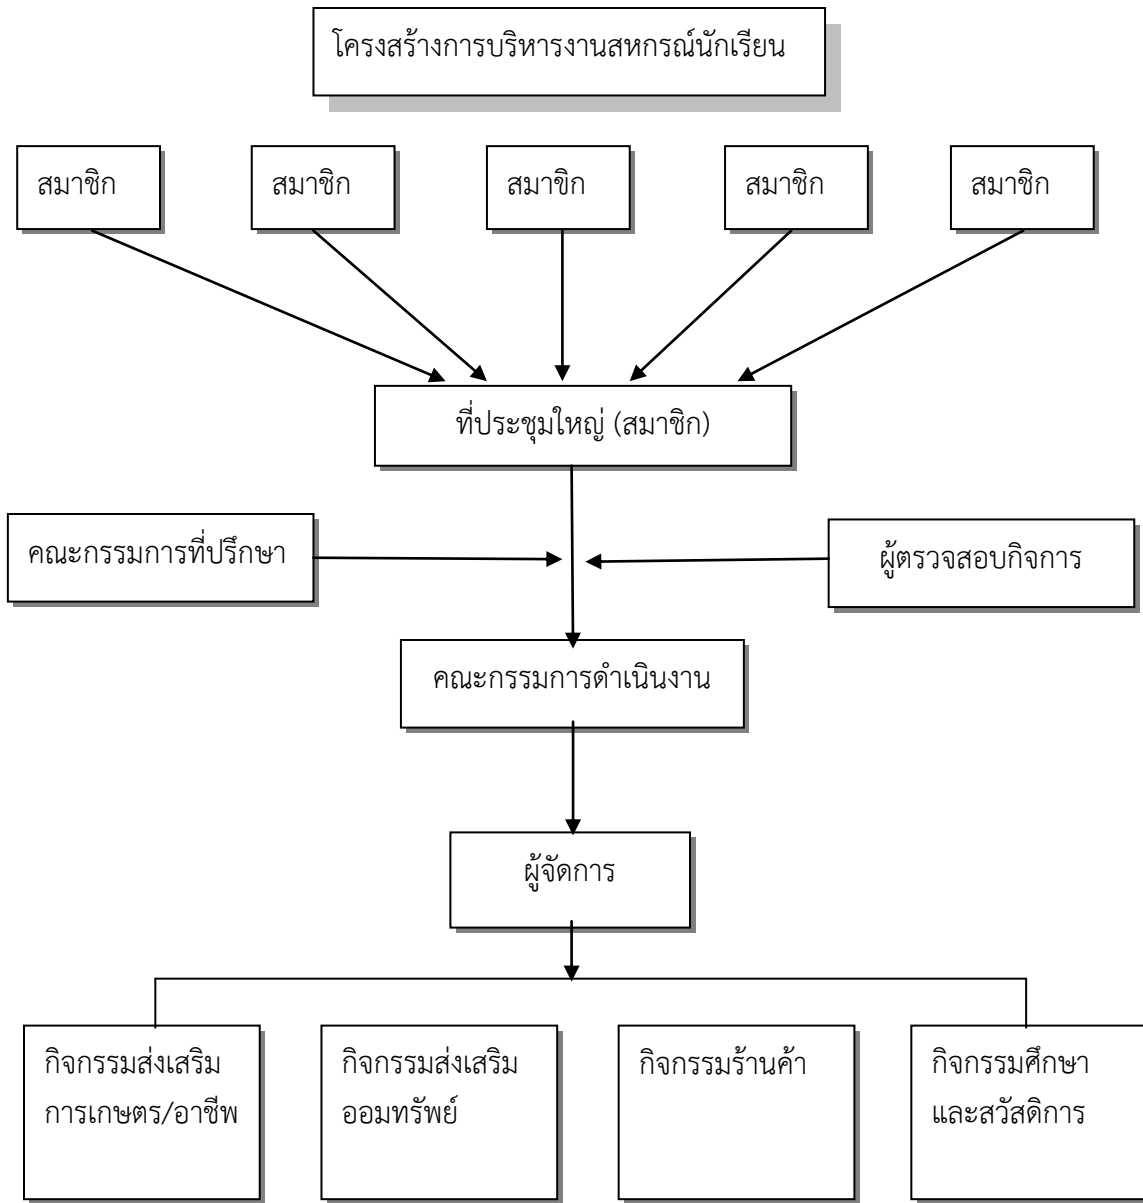 โครงสร้างการบริหารงานสหกรณ์นักเรียน
สมาชิก
สมาชิก
สมาขิก
สมาชิก
สมาชิก
ที่ประชุมใหญ่ (สมาชิก)
คณะกรรมการที่ปรึกษา
ผู้ตรวจสอบกิจการ
คณะกรรมการดำเนินงาน
ผู้จัดการ
กิจกรรมส่งเสริม
การเกษตร/อาชีพ
กิจกรรมส่งเสริม
ออมทรัพย์
กิจกรรมร้านค้า
กิจกรรมศึกษา
และสวัสดิการ